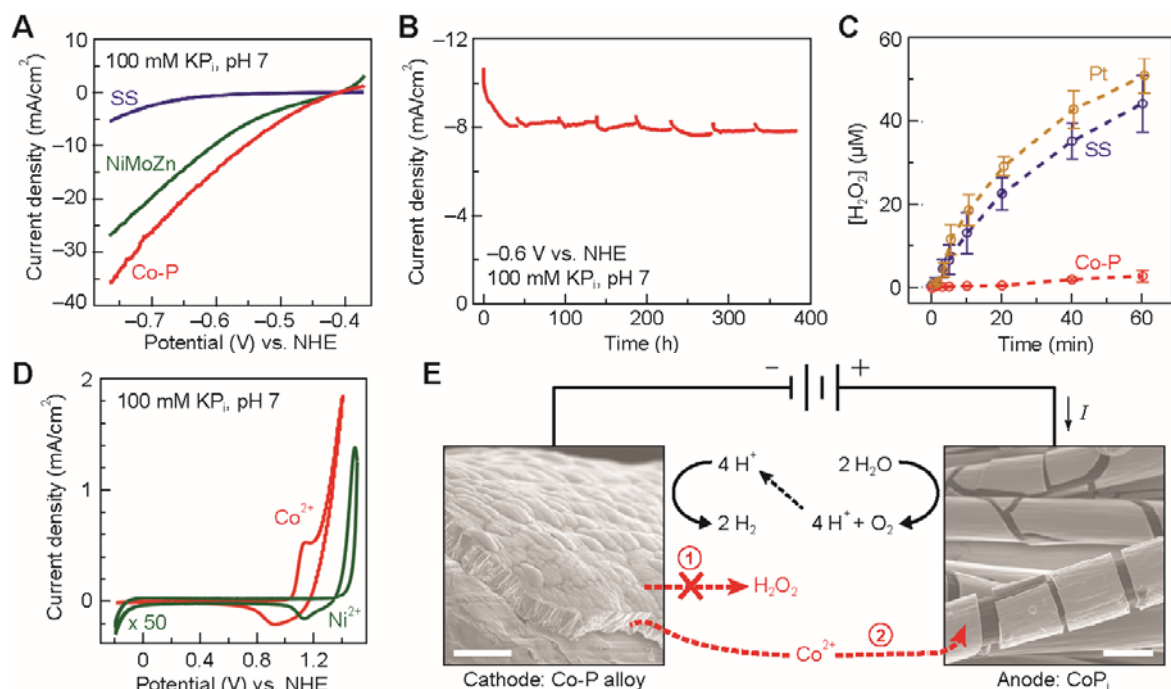 A
100 mM KPi, pH 7
SS
NiMoZn
Co-P
10
0
−10
−20
−30
−40
−0.7 −0.6 −0.5 −0.4
Current density (mA/cm²)
Potential (V) vs. NHE
B
−12
−8
−4
0
0 100 200 300 400
−0.6 V vs. NHE
100 mM KPi, pH 7
Current density (mA/cm²)
Time (h)
C
60
40
20
0
0 20 40 60
Pt
SS
Co-P
[H₂O₂] (µM)
Time (min)
D
100 mM KPi, pH 7
2
1
0
Co²⁺
Ni²⁺
x 50
0 0.4 0.8 1.2
Current density (mA/cm²)
Potential (V) vs. NHE
E
− +
I
4 H⁺ 2 H₂O
2 H₂ 4 H⁺ + O₂
①
H₂O₂
Co²⁺
②
Cathode: Co-P alloy
Anode: CoPi